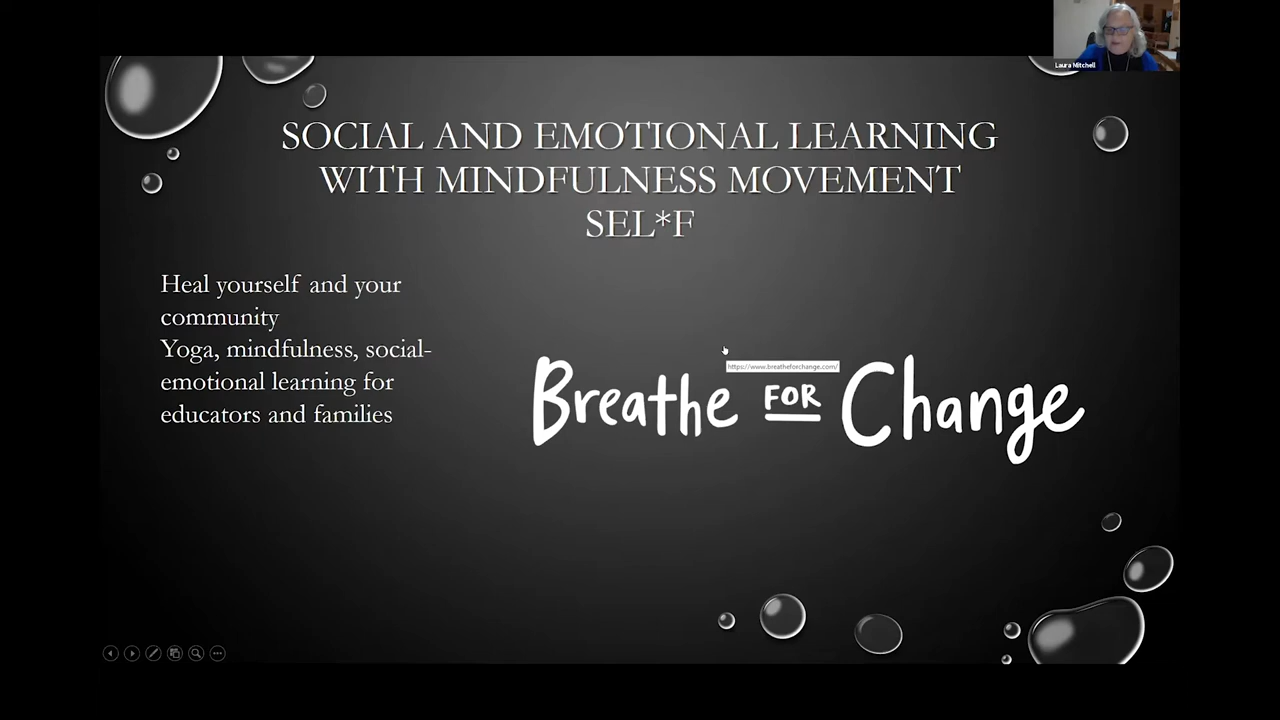 Laura Mitchell
SOCIAL AND EMOTIONAL LEARNING
WITH MINDFULNESS MOVEMENT
SEL*F
Heal yourself and your
community
Yoga, mindfulness, social-
emotional learning for
educators and families
https://www.breatheforchange.com/
Breathe FOR Change